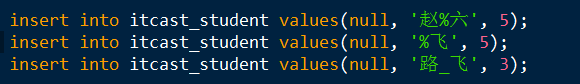 insert into itcast_student values(null, '赵%六', 5);
insert into itcast_student values(null, '%飞', 5);
insert into itcast_student values(null, '路_飞', 3);